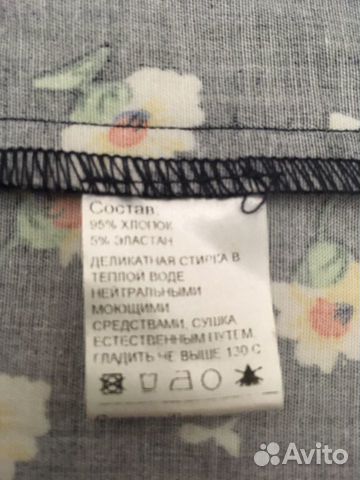 Состав:
95% ХЛОПОК
5% ЭЛАСТАН
ДЕЛИКАТНАЯ СТИРКА В
ТЕПЛОЙ ВОДЕ
НЕЙТРАЛЬНЫМИ
МОЮЩИМИ
СРЕДСТВАМИ, СУШКА
ЕСТЕСТВЕННЫМ ПУТЕМ,
ГЛАДИТЬ НЕ ВЫШЕ 130 С
Avito